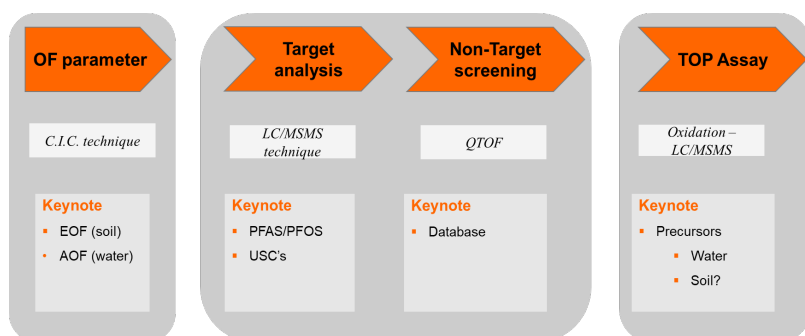 OF parameter
Target
analysis
Non-Target
screening
TOP Assay
C.I.C. technique
LC/MSMS
technique
QTOF
Oxidation –
LC/MSMS
Keynote
EOF (soil)
AOF (water)
Keynote
PFAS/PFOS
USC's
Keynote
Database
Keynote
Precursors
Water
Soil?